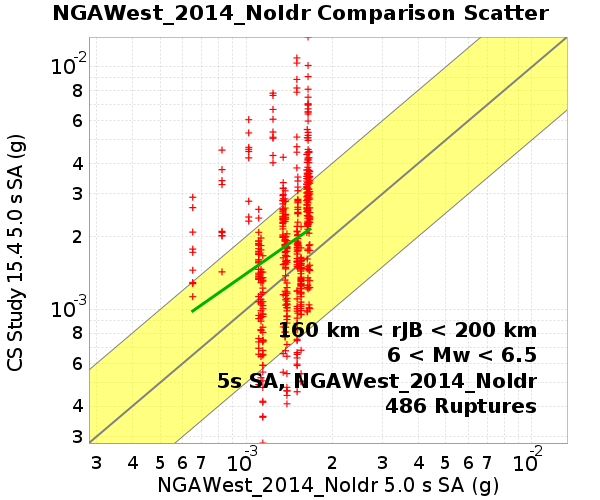 NGAWest_2014_NoIdr Comparison Scatter
CS Study 15.4 5.0 s SA (g)
10-2
8
6
4
3
2
10-3
8
6
4
3
160 km < rJB < 200 km
6 < Mw < 6.5
5s SA, NGAWest_2014_NoIdr
486 Ruptures
3 4 5 6 7 10-3 2 3 4 5 6 7 10-2
NGAWest_2014_NoIdr 5.0 s SA (g)